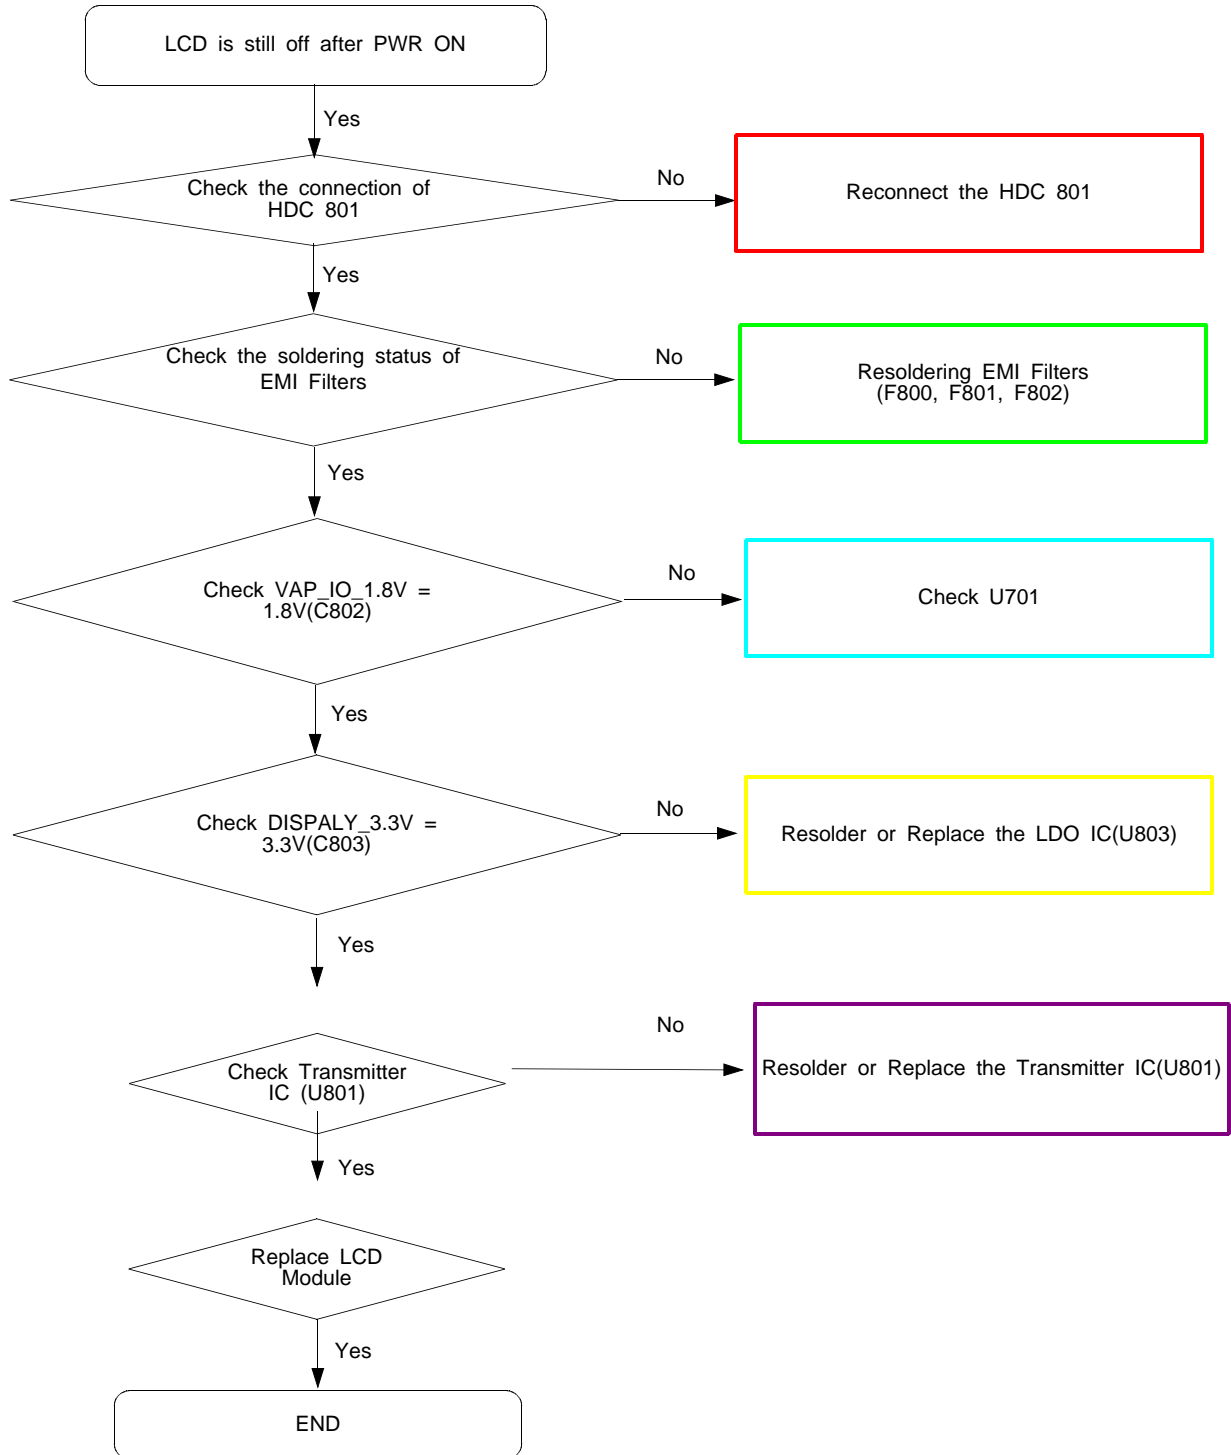 LCD is still off after PWR ON
Yes
Check the connection of
HDC 801
No
Reconnect the HDC 801
Yes
Check the soldering status of
EMI Filters
No
Resoldering EMI Filters
(F800, F801, F802)
Yes
Check VAP_IO_1.8V =
1.8V(C802)
No
Check U701
Yes
Check DISPALY_3.3V =
3.3V(C803)
No
Resolder or Replace the LDO IC(U803)
Yes
Check Transmitter
IC (U801)
No
Resolder or Replace the Transmitter IC(U801)
Yes
Replace LCD
Module
Yes
END